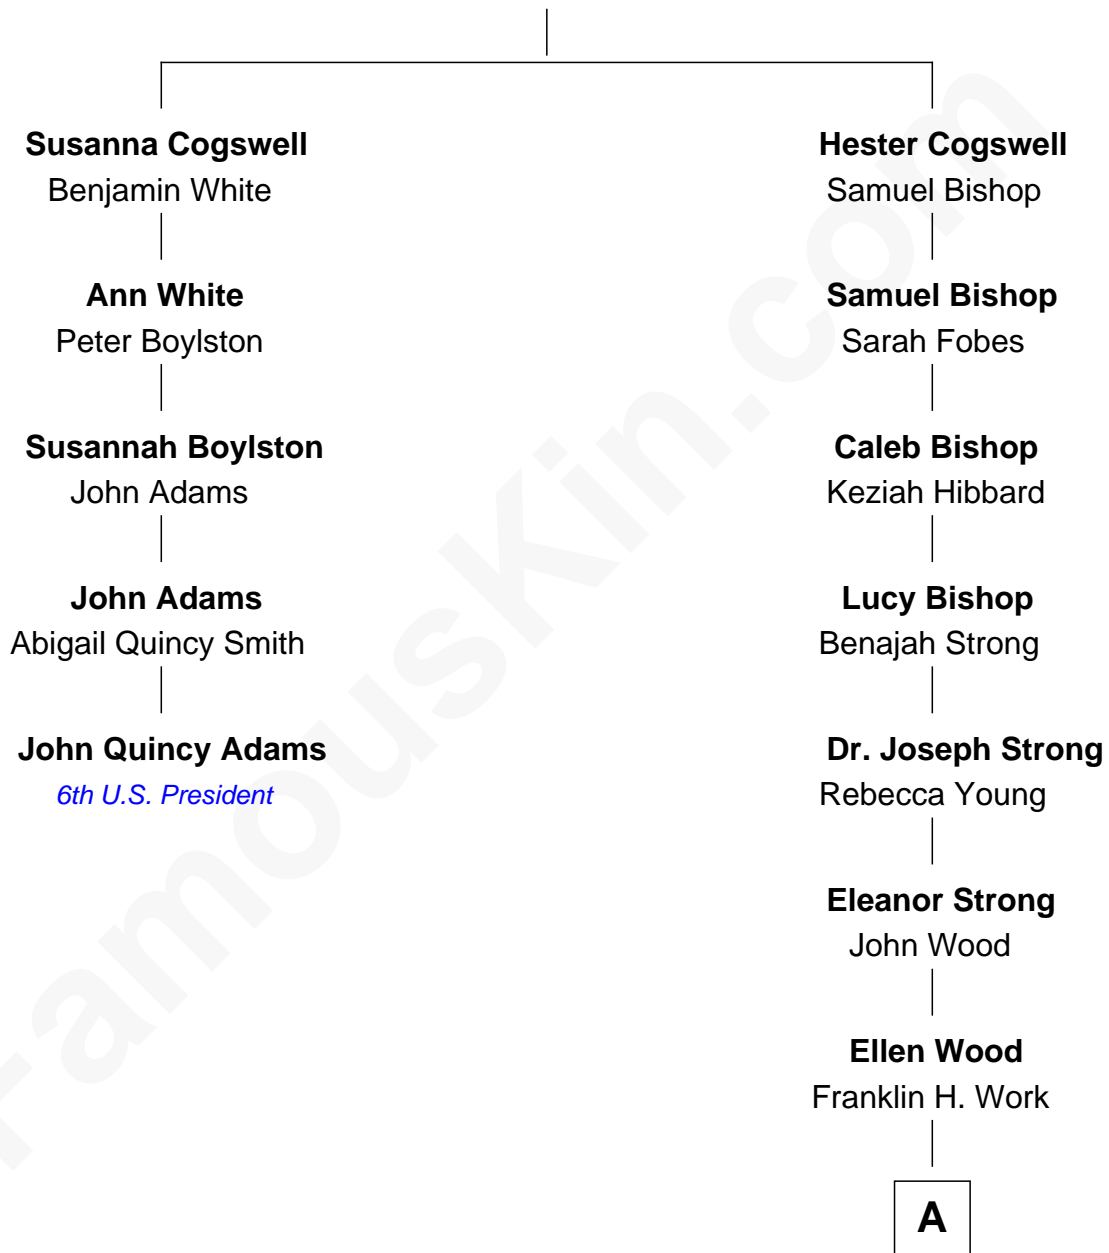 Susanna Cogswell
Benjamin White
Ann White
Peter Boylston
Susannah Boylston
John Adams
John Adams
Abigail Quincy Smith
John Quincy Adams
6th U.S. President
Hester Cogswell
Samuel Bishop
Samuel Bishop
Sarah Fobes
Caleb Bishop
Keziah Hibbard
Lucy Bishop
Benajah Strong
Dr. Joseph Strong
Rebecca Young
Eleanor Strong
John Wood
Ellen Wood
Franklin H. Work
A
FamousKin.com